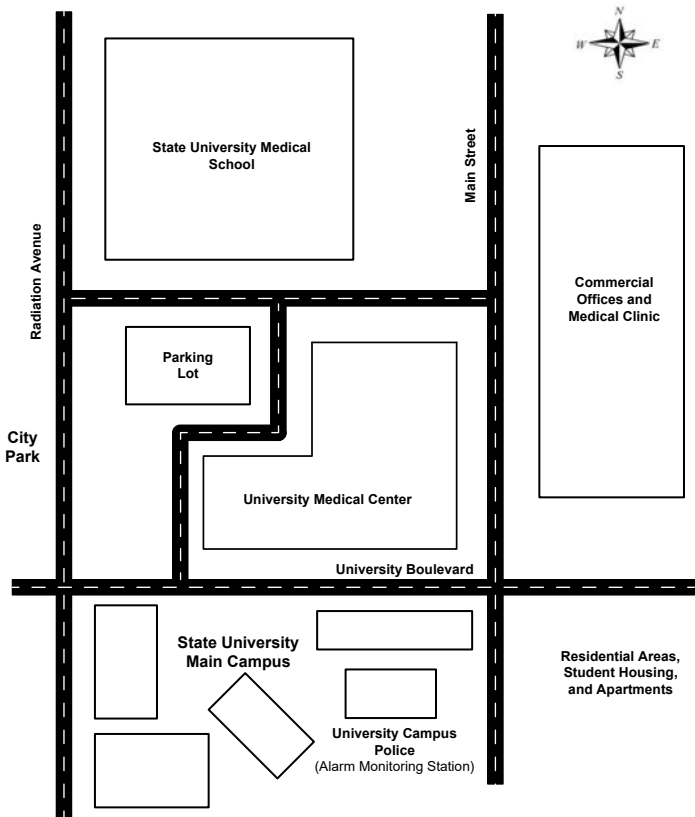 N
W
E
S
State University Medical
School
Main Street
Radiation Avenue
Commercial
Offices and
Medical Clinic
Parking
Lot
City
Park
University Medical Center
University Boulevard
State University
Main Campus
Residential Areas,
Student Housing,
and Apartments
University Campus
Police
(Alarm Monitoring Station)